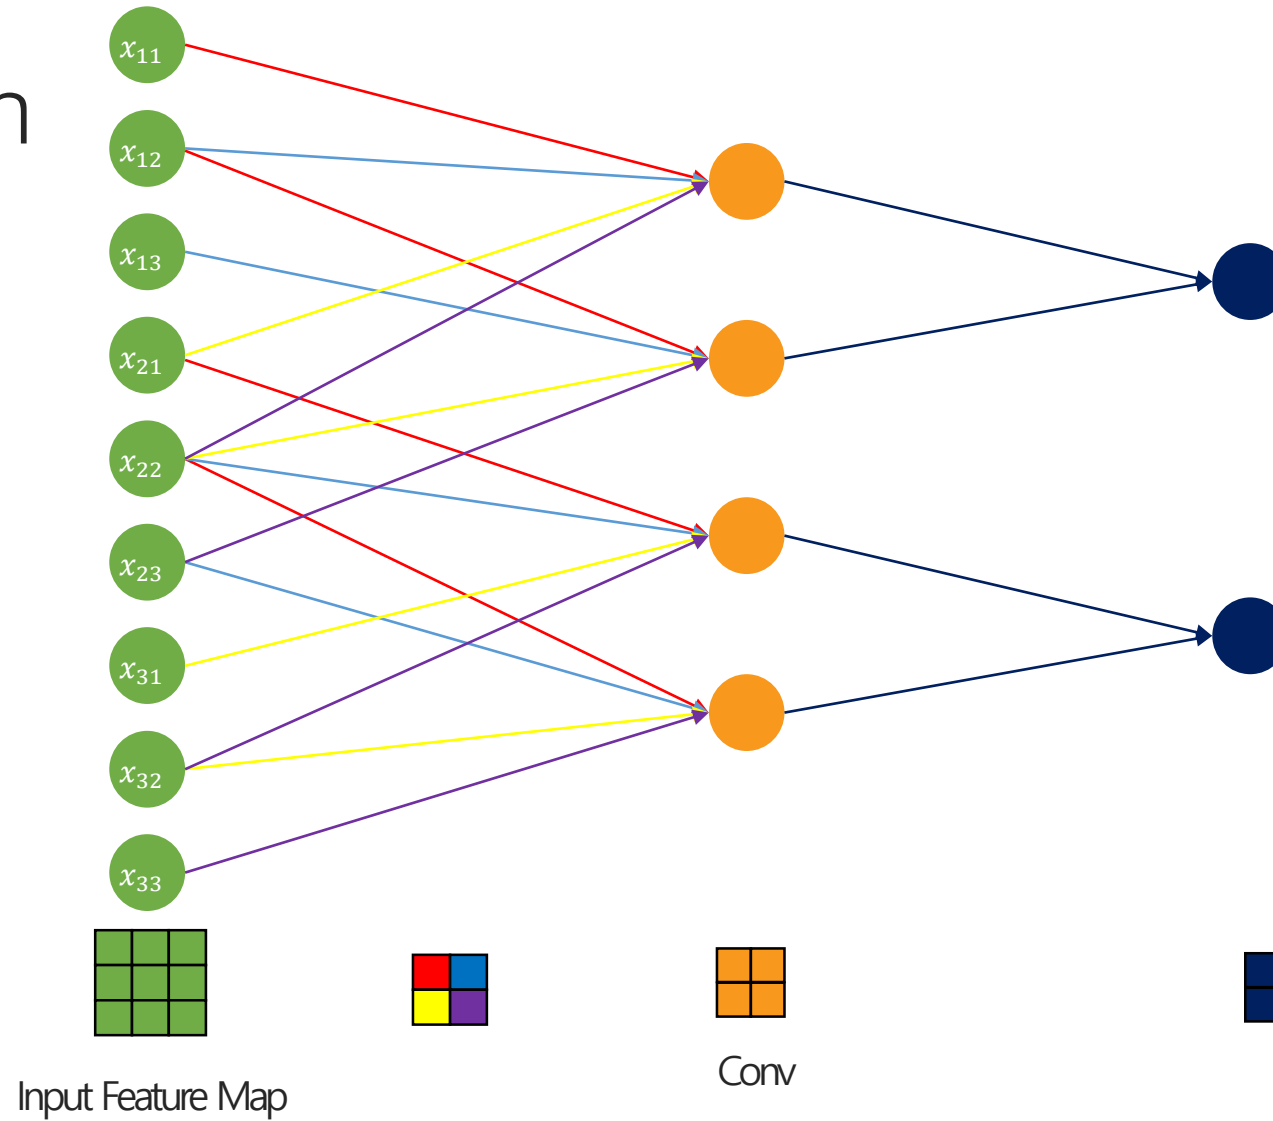 n
x₁₁
x₁₂
x₁₃
x₂₁
x₂₂
x₂₃
x₃₁
x₃₂
x₃₃
Conv
Input Feature Map